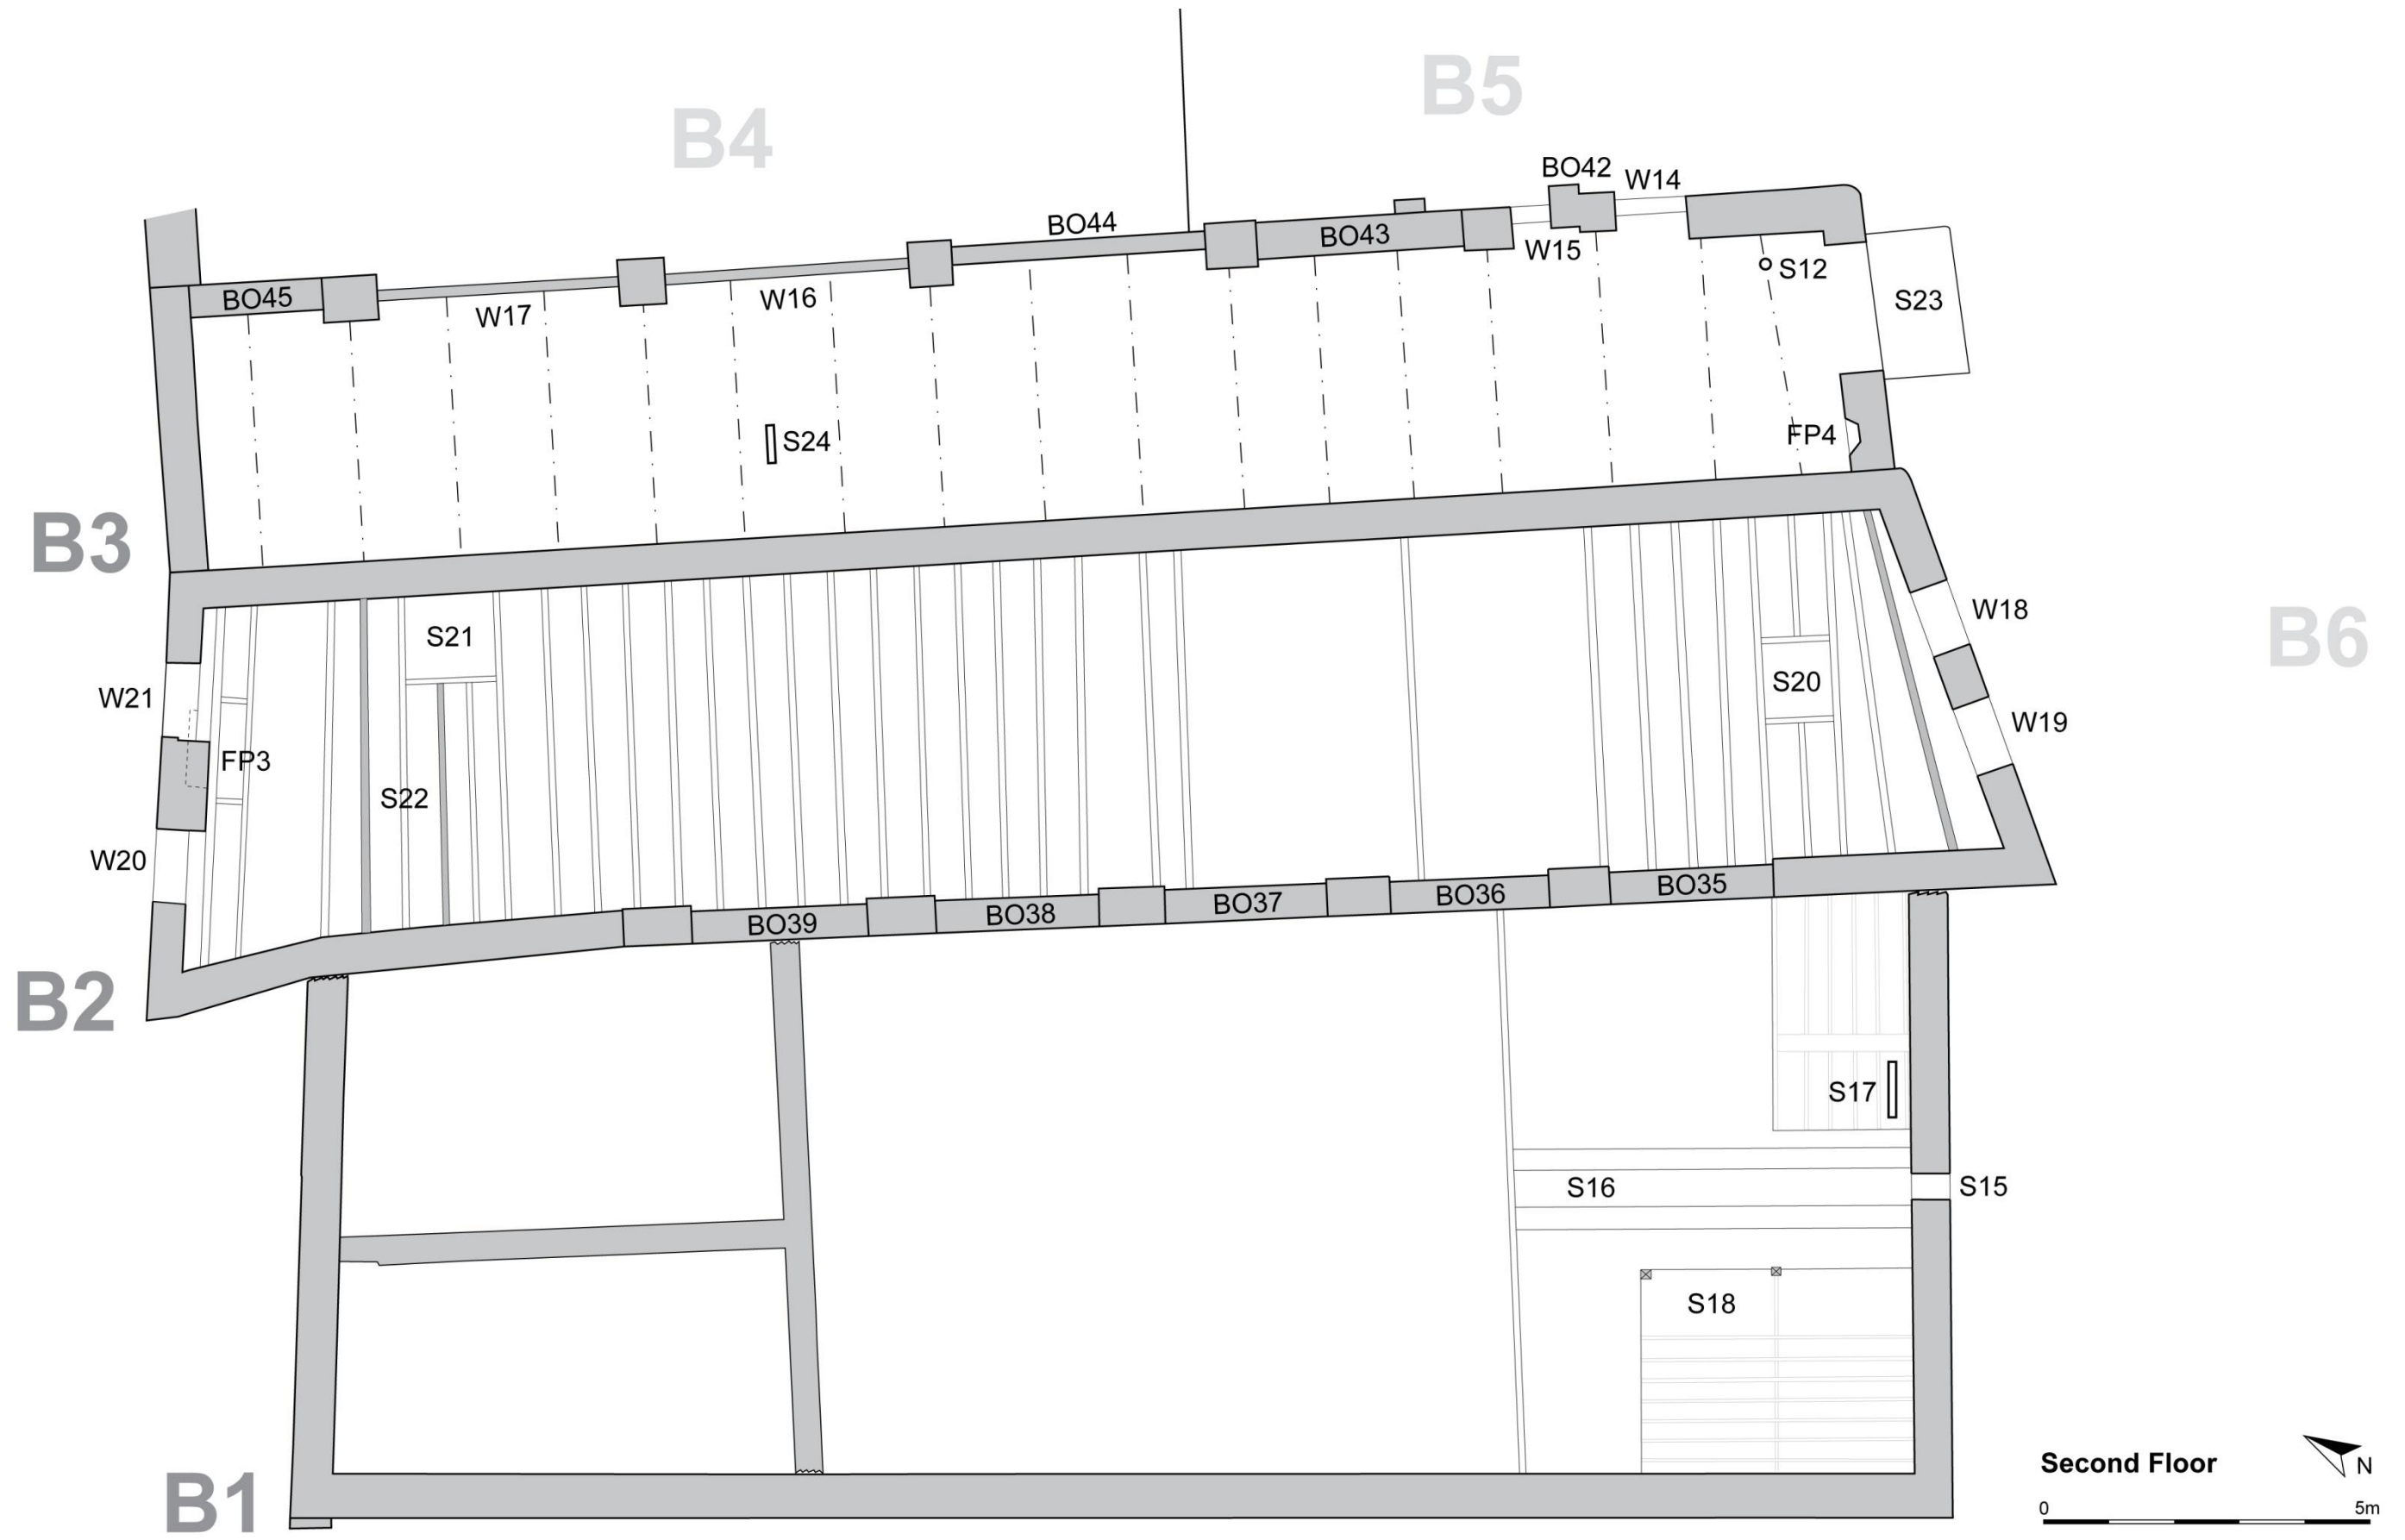 B5
B4
BO42
W14
BO44
BO43
W15
S12
BO45
W17
W16
S23
S24
FP4
B3
W18
S21
B6
S20
W21
W19
FP3
S22
W20
BO39
BO38
BO37
BO36
BO35
B2
S17
S16
S15
S18
B1
Second Floor
N
0
5m